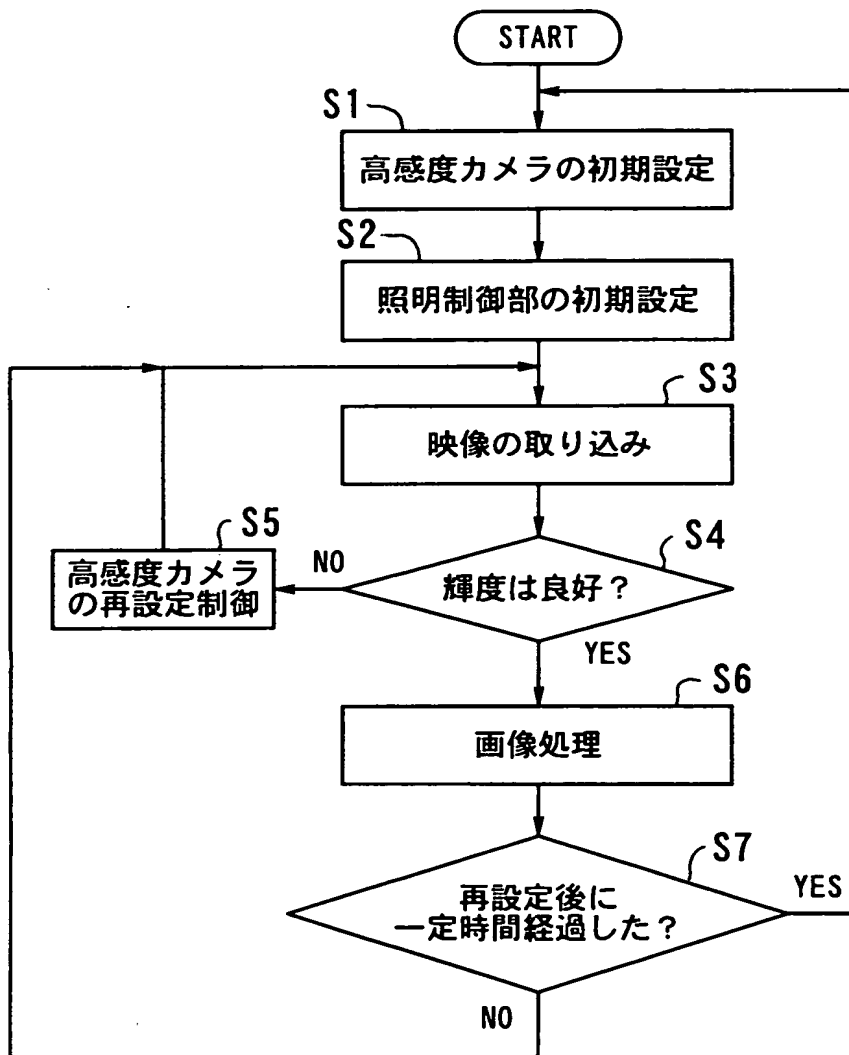 START
S1
高感度カメラの初期設定
S2
照明制御部の初期設定
S3
映像の取り込み
S4
輝度は良好？
NO
S5
高感度カメラ
の再設定制御
YES
S6
画像処理
S7
再設定後に
一定時間経過した？
YES
NO